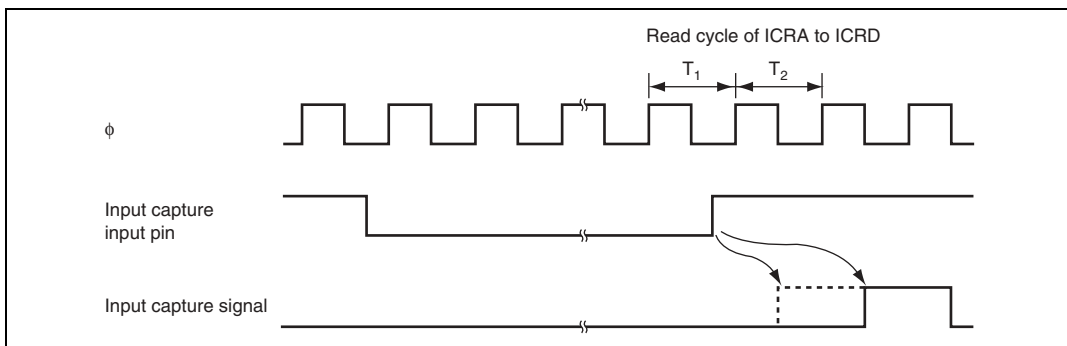 Read cycle of ICRA to ICRD
T₁ T₂
ϕ
Input capture
input pin
Input capture signal